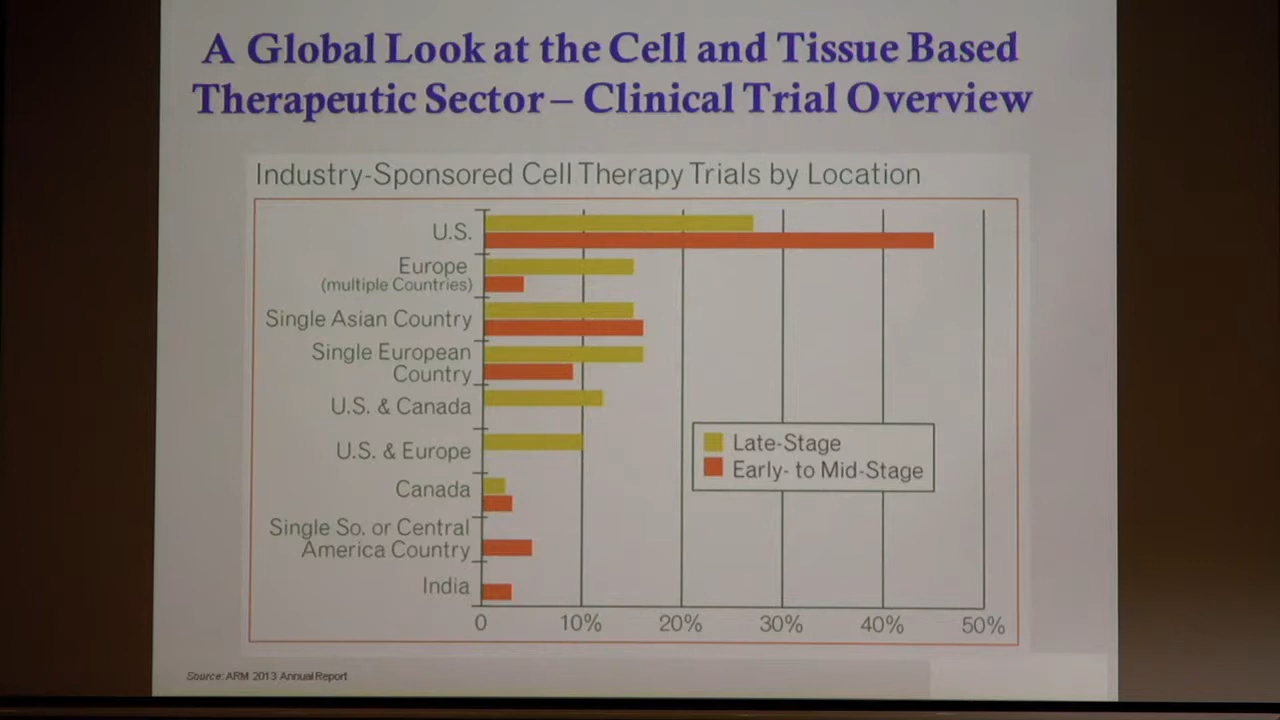 A Global Look at the Cell and Tissue Based
Therapeutic Sector – Clinical Trial Overview
Industry-Sponsored Cell Therapy Trials by Location
U.S.
Europe
(multiple Countries)
Single Asian Country
Single European
Country
U.S. & Canada
U.S. & Europe
Canada
Single So. or Central
America Country
India
Late-Stage
Early- to Mid-Stage
0 10% 20% 30% 40% 50%
Source: ARM 2013 Annual Report